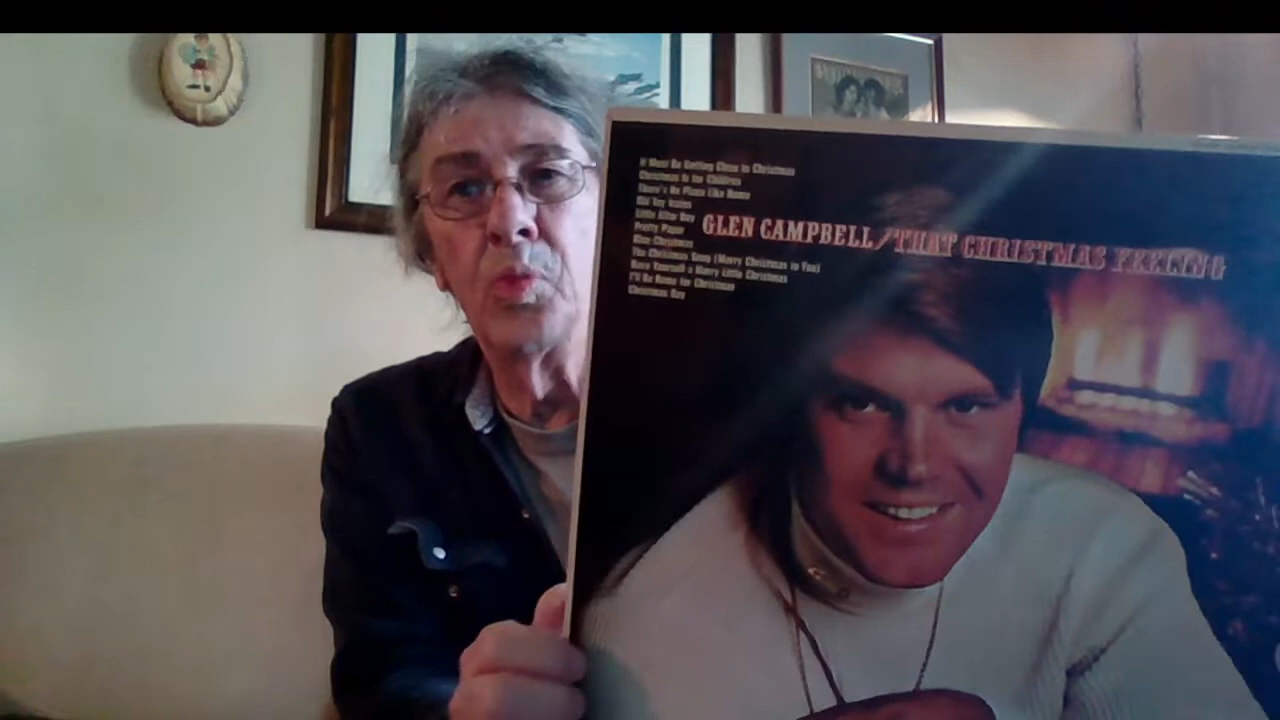 It Must Be Getting Close to Christmas
Christmas Is for Children
There's No Place Like Home
Old Toy Trains
Little Altar Boy
Pretty Paper
Blue Christmas
The Christmas Song (Merry Christmas to You)
Have Yourself a Merry Little Christmas
I'll Be Home for Christmas
Christmas Day
GLEN CAMPBELL/THAT CHRISTMAS FEELING